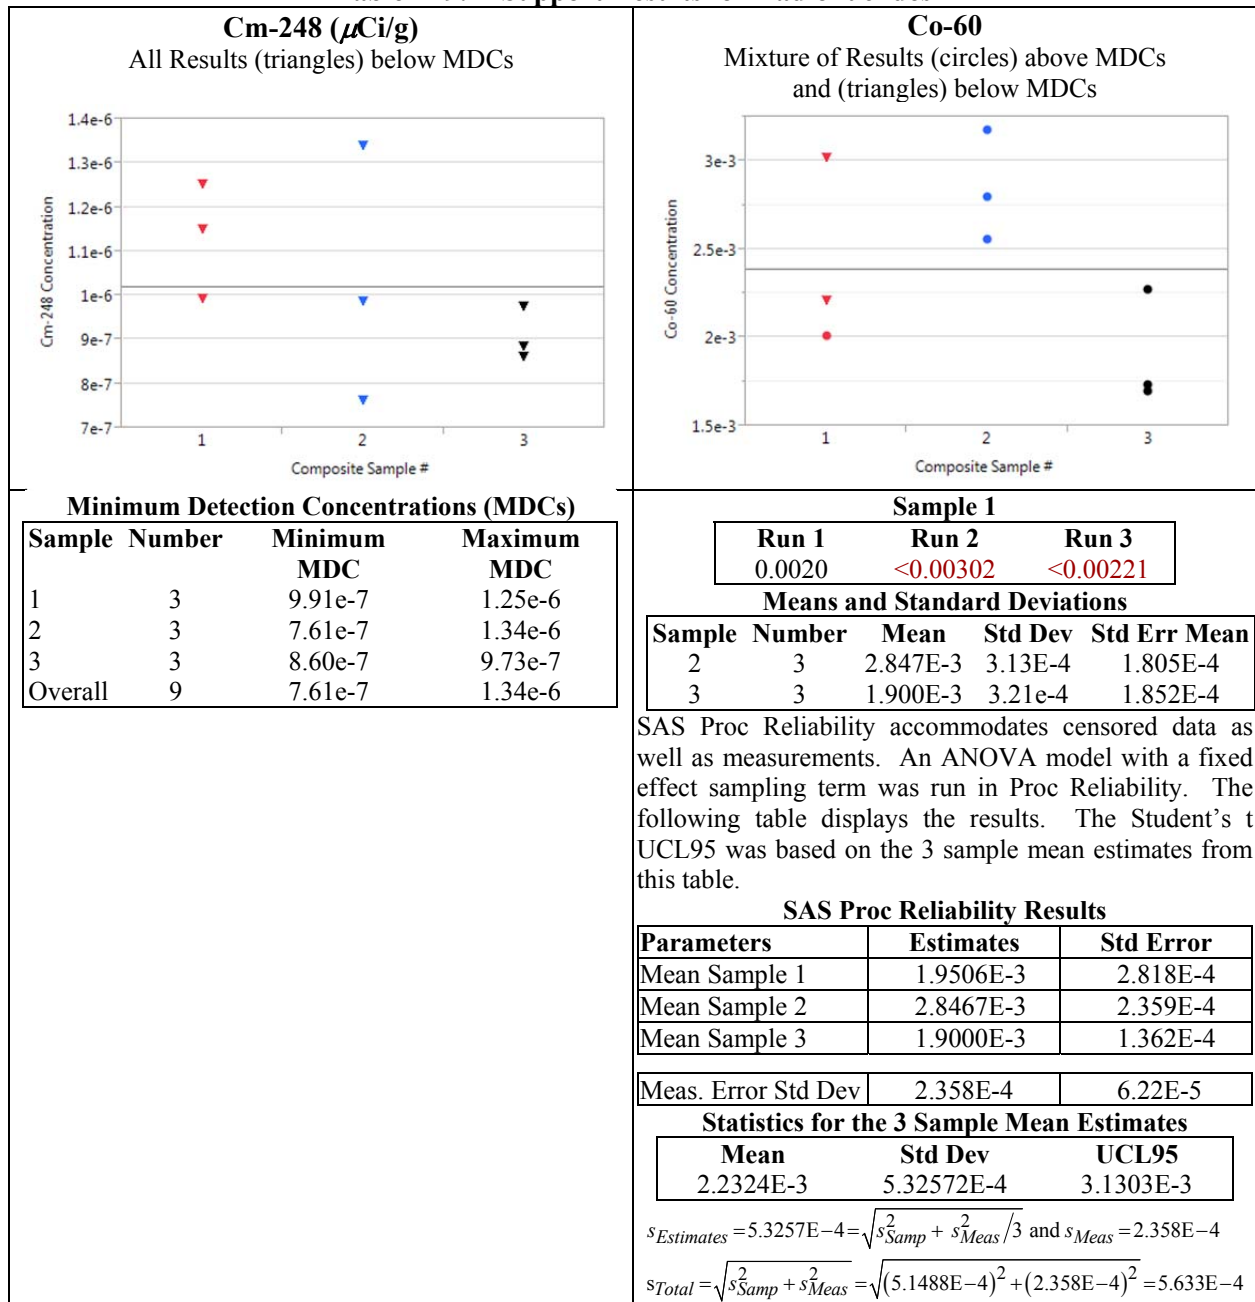 Cm-248 (μCi/g)
All Results (triangles) below MDCs
1.4e-6
1.3e-6
1.2e-6
1.1e-6
1e-6
9e-7
8e-7
7e-7
Cm-248 Concentration
1 2 3
Composite Sample #
Co-60
Mixture of Results (circles) above MDCs
and (triangles) below MDCs
3e-3
2.5e-3
2e-3
1.5e-3
Co-60 Concentration
1 2 3
Composite Sample #
Minimum Detection Concentrations (MDCs)
Sample Number Minimum Maximum
MDC MDC
1 3 9.91e-7 1.25e-6
2 3 7.61e-7 1.34e-6
3 3 8.60e-7 9.73e-7
Overall 9 7.61e-7 1.34e-6
Sample 1
Run 1 Run 2 Run 3
0.0020 <0.00302 <0.00221
Means and Standard Deviations
Sample Number Mean Std Dev Std Err Mean
2 3 2.847E-3 3.13E-4 1.805E-4
3 3 1.900E-3 3.21e-4 1.852E-4
SAS Proc Reliability accommodates censored data as
well as measurements. An ANOVA model with a fixed
effect sampling term was run in Proc Reliability. The
following table displays the results. The Student's t
UCL95 was based on the 3 sample mean estimates from
this table.
SAS Proc Reliability Results
Parameters Estimates Std Error
Mean Sample 1 1.9506E-3 2.818E-4
Mean Sample 2 2.8467E-3 2.359E-4
Mean Sample 3 1.9000E-3 1.362E-4
Meas. Error Std Dev 2.358E-4 6.22E-5
Statistics for the 3 Sample Mean Estimates
Mean Std Dev UCL95
2.2324E-3 5.32572E-4 3.1303E-3
s_Estimates = 5.3257E−4 = √(s²_Samp + s²_Meas/3) and s_Meas = 2.358E−4
s_Total = √(s²_Samp + s²_Meas) = √((5.1488E−4)² + (2.358E−4)²) = 5.633E−4